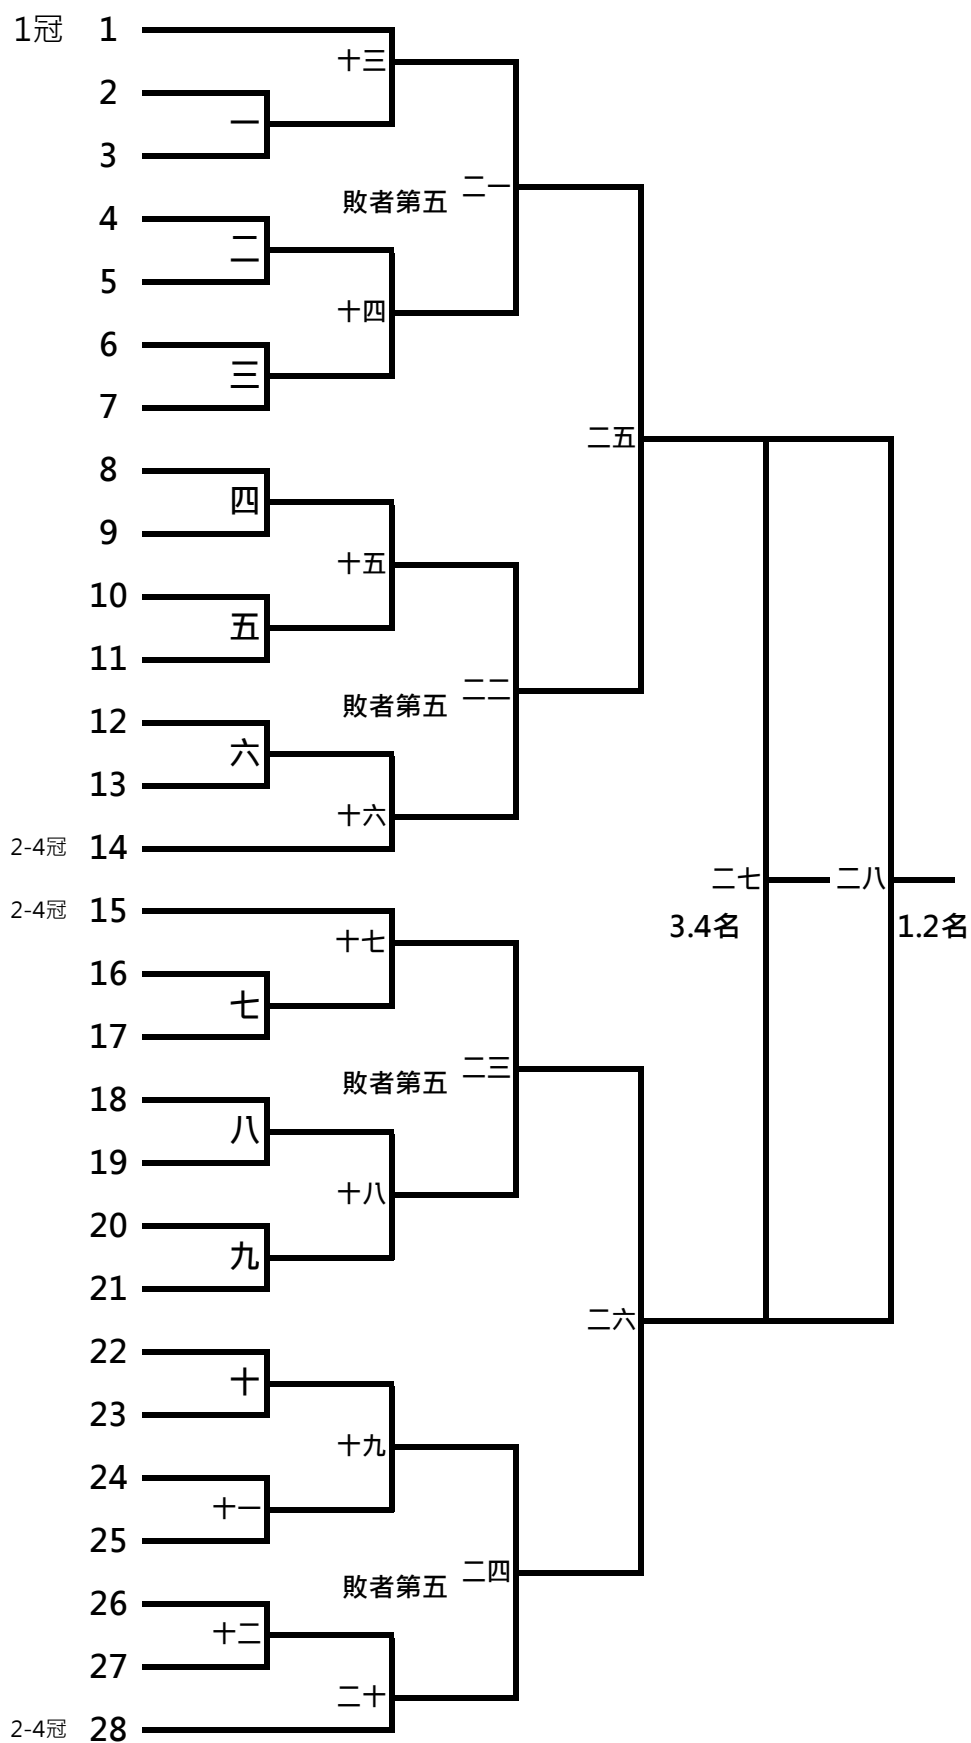 1冠 1
十三
2
一
3
二一
敗者第五
4
二
5
十四
6
三
7
二五
8
四
9
十五
10
五
11
二二
敗者第五
12
六
13
十六
2-4冠 14
二七 二八
3.4名 1.2名
2-4冠 15
十七
16
七
17
二三
敗者第五
18
八
19
十八
20
九
21
二六
22
十
23
十九
24
十一
25
二四
敗者第五
26
十二
27
二十
2-4冠 28